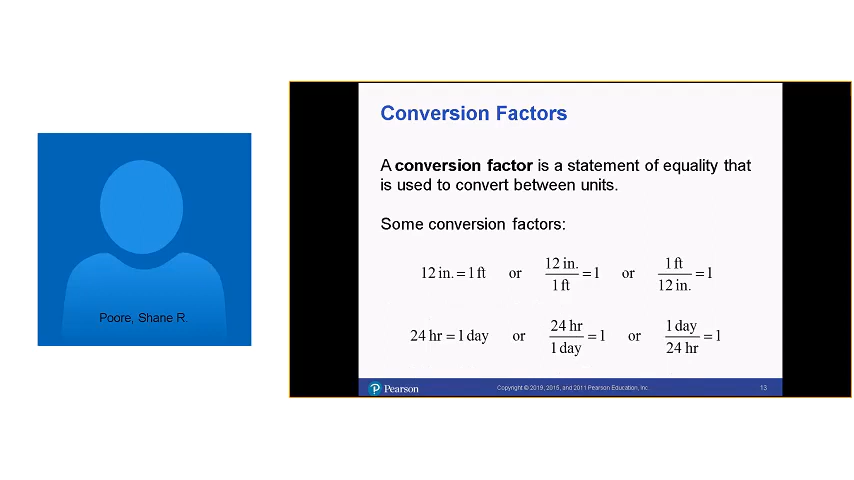 Poore, Shane R.
Conversion Factors
A conversion factor is a statement of equality that
is used to convert between units.
Some conversion factors:
12 in. = 1 ft or 12 in. / 1 ft = 1 or 1 ft / 12 in. = 1
24 hr = 1 day or 24 hr / 1 day = 1 or 1 day / 24 hr = 1
P Pearson
Copyright © 2019, 2015, and 2011 Pearson Education, Inc.
13